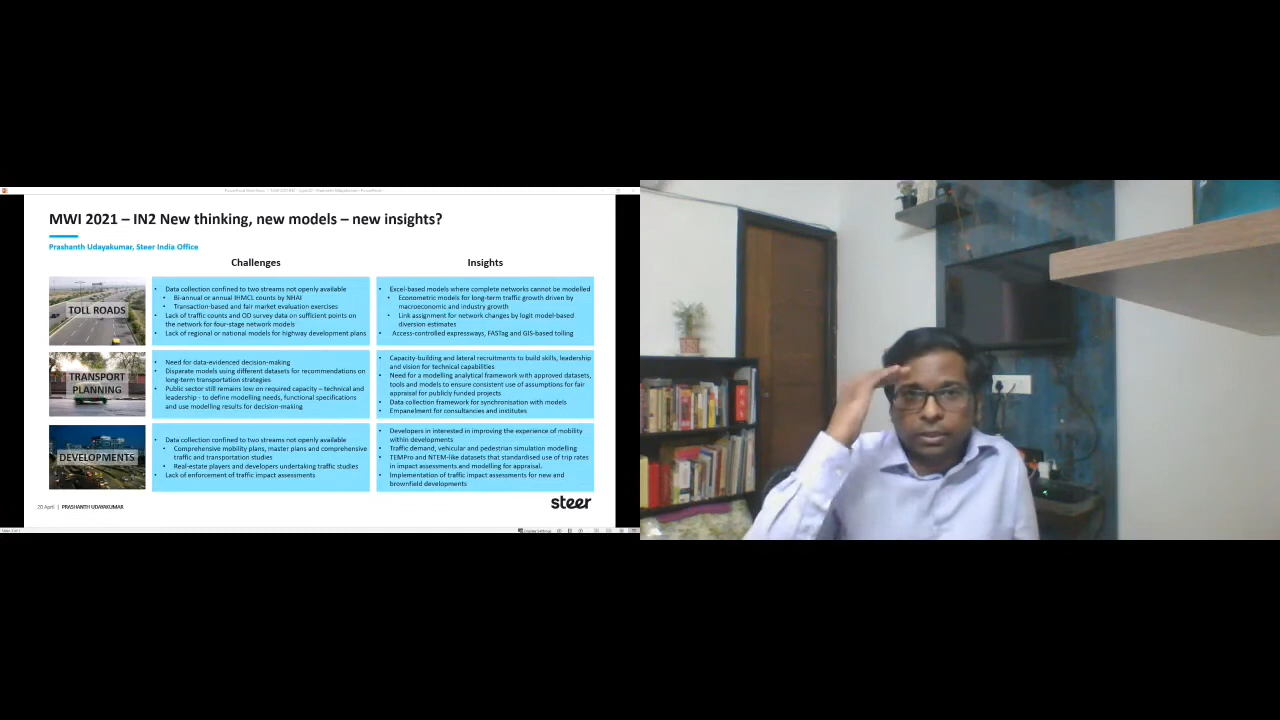 MWI 2021 – IN2 New thinking, new models – new insights?
Prashanth Udayakumar, Steer India Office
Challenges
Insights
TOLL ROADS
• Data collection confined to two streams not openly available
• Bi-annual or annual IHMCL counts by NHAI
• Transaction-based and fair market evaluation exercises
• Lack of traffic counts and OD survey data on sufficient points on
the network for four-stage network models
• Lack of regional or national models for highway development plans
• Excel-based models where complete networks cannot be modelled
• Econometric models for long-term traffic growth driven by
macroeconomic and industry growth
• Link assignment for network changes by logit model-based
diversion estimates
• Access-controlled expressways, FASTag and GIS-based tolling
TRANSPORT
PLANNING
• Need for data-evidenced decision-making
• Disparate models using different datasets for recommendations on
long-term transportation strategies
• Public sector still remains low on required capacity – technical and
leadership - to define modelling needs, functional specifications
and use modelling results for decision-making
• Capacity-building and lateral recruitments to build skills, leadership
and vision for technical capabilities
• Need for a modelling analytical framework with approved datasets,
tools and models to ensure consistent use of assumptions for fair
appraisal for publicly funded projects
• Data collection framework for synchronisation with models
• Empanelment for consultancies and institutes
DEVELOPMENTS
• Data collection confined to two streams not openly available
• Comprehensive mobility plans, master plans and comprehensive
traffic and transportation studies
• Real-estate players and developers undertaking traffic studies
• Lack of enforcement of traffic impact assessments
• Developers in interested in improving the experience of mobility
within developments
• Traffic demand, vehicular and pedestrian simulation modelling
• TEMPro and NTEM-like datasets that standardised use of trip rates
in impact assessments and modelling for appraisal.
• Implementation of traffic impact assessments for new and
brownfield developments
20 April | PRASHANTH UDAYAKUMAR
steer